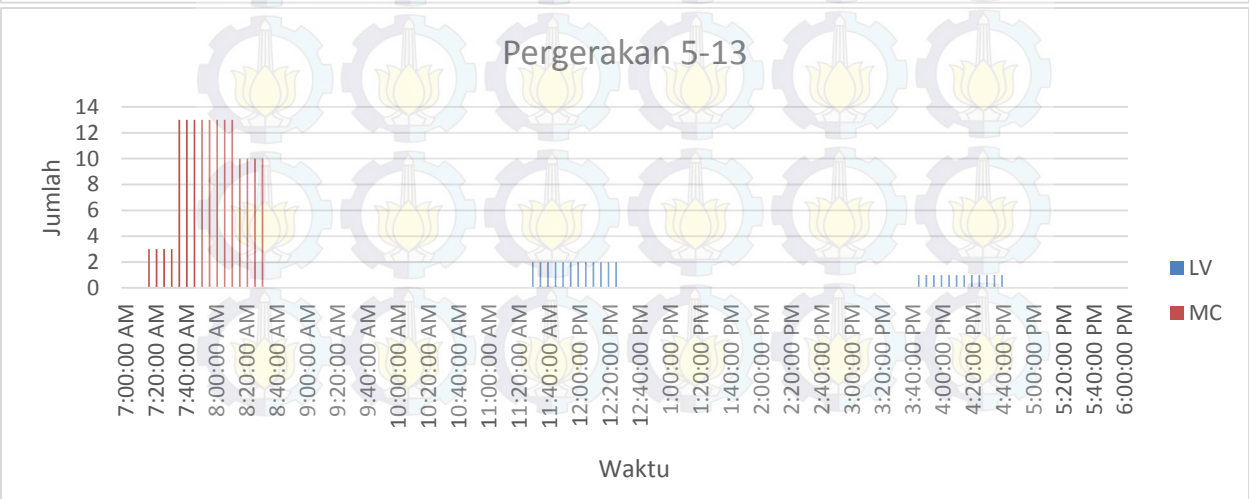 Pergerakan 5-13
Jumlah
14
12
10
8
6
4
2
0
7:00:00 AM
7:20:00 AM
7:40:00 AM
8:00:00 AM
8:20:00 AM
8:40:00 AM
9:00:00 AM
9:20:00 AM
9:40:00 AM
10:00:00 AM
10:20:00 AM
10:40:00 AM
11:00:00 AM
11:20:00 AM
11:40:00 AM
12:00:00 PM
12:20:00 PM
12:40:00 PM
1:00:00 PM
1:20:00 PM
1:40:00 PM
2:00:00 PM
2:20:00 PM
2:40:00 PM
3:00:00 PM
3:20:00 PM
3:40:00 PM
4:00:00 PM
4:20:00 PM
4:40:00 PM
5:00:00 PM
5:20:00 PM
5:40:00 PM
6:00:00 PM
Waktu
LV
MC